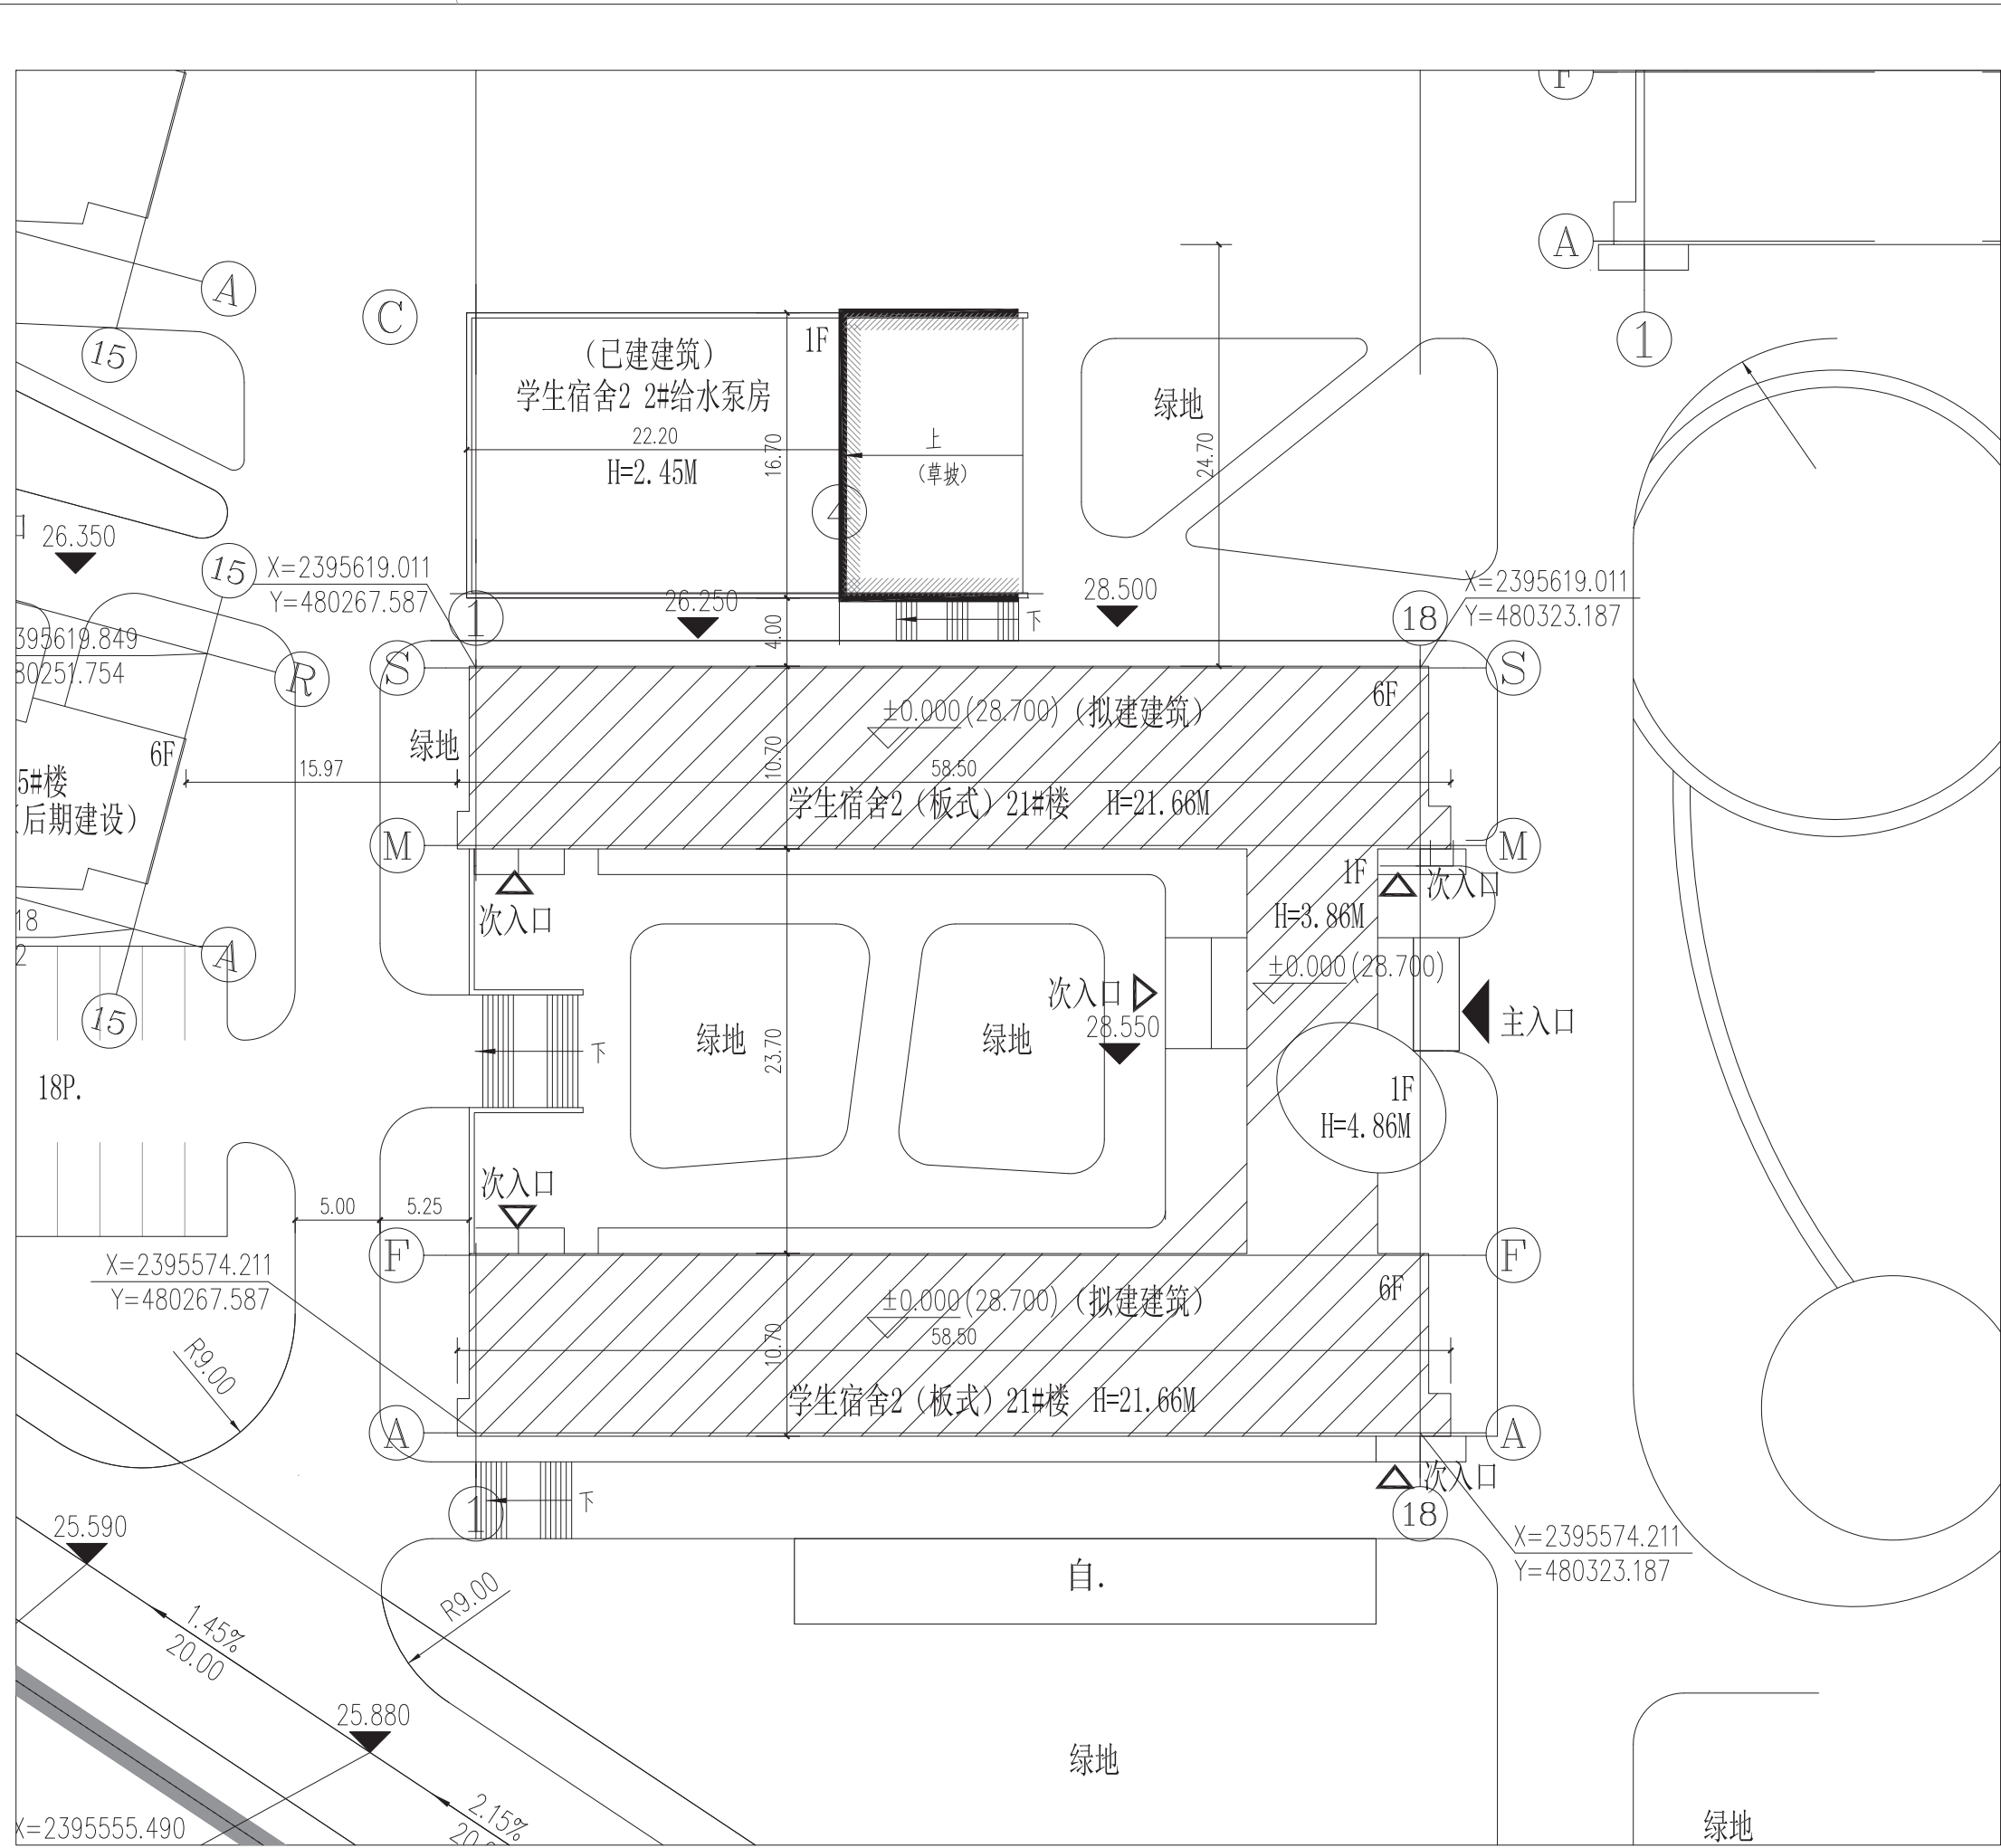 A
15
C
A
1
（已建建筑）
1F
学生宿舍2 2#给水泵房
22.20
H=2.45M
16.70
上
（草坡）
4
绿地
24.70
26.350
15
X=2395619.011
Y=480267.587
1
26.250
4.00
下
28.500
18
X=2395619.011
Y=480323.187
395619.849
80251.754
R
S
S
6F
±0.000(28.700)（拟建建筑）
6F
绿地
15.97
10.70
58.50
5#楼
（后期建设）
学生宿舍2（板式）21#楼 H=21.66M
M
M
次入口
1F
次入口
H=3.86M
18
2
A
15
±0.000(28.700)
次入口
28.550
主入口
绿地
绿地
23.70
下
18P.
1F
H=4.86M
次入口
5.00
5.25
F
F
X=2395574.211
Y=480267.587
±0.000(28.700)（拟建建筑）
6F
58.50
10.70
R9.00
学生宿舍2（板式）21#楼 H=21.66M
A
A
次入口
1
下
18
25.590
X=2395574.211
Y=480323.187
自.
R9.00
1.45%
20.00
25.880
绿地
2.15%
X=2395555.490
绿地